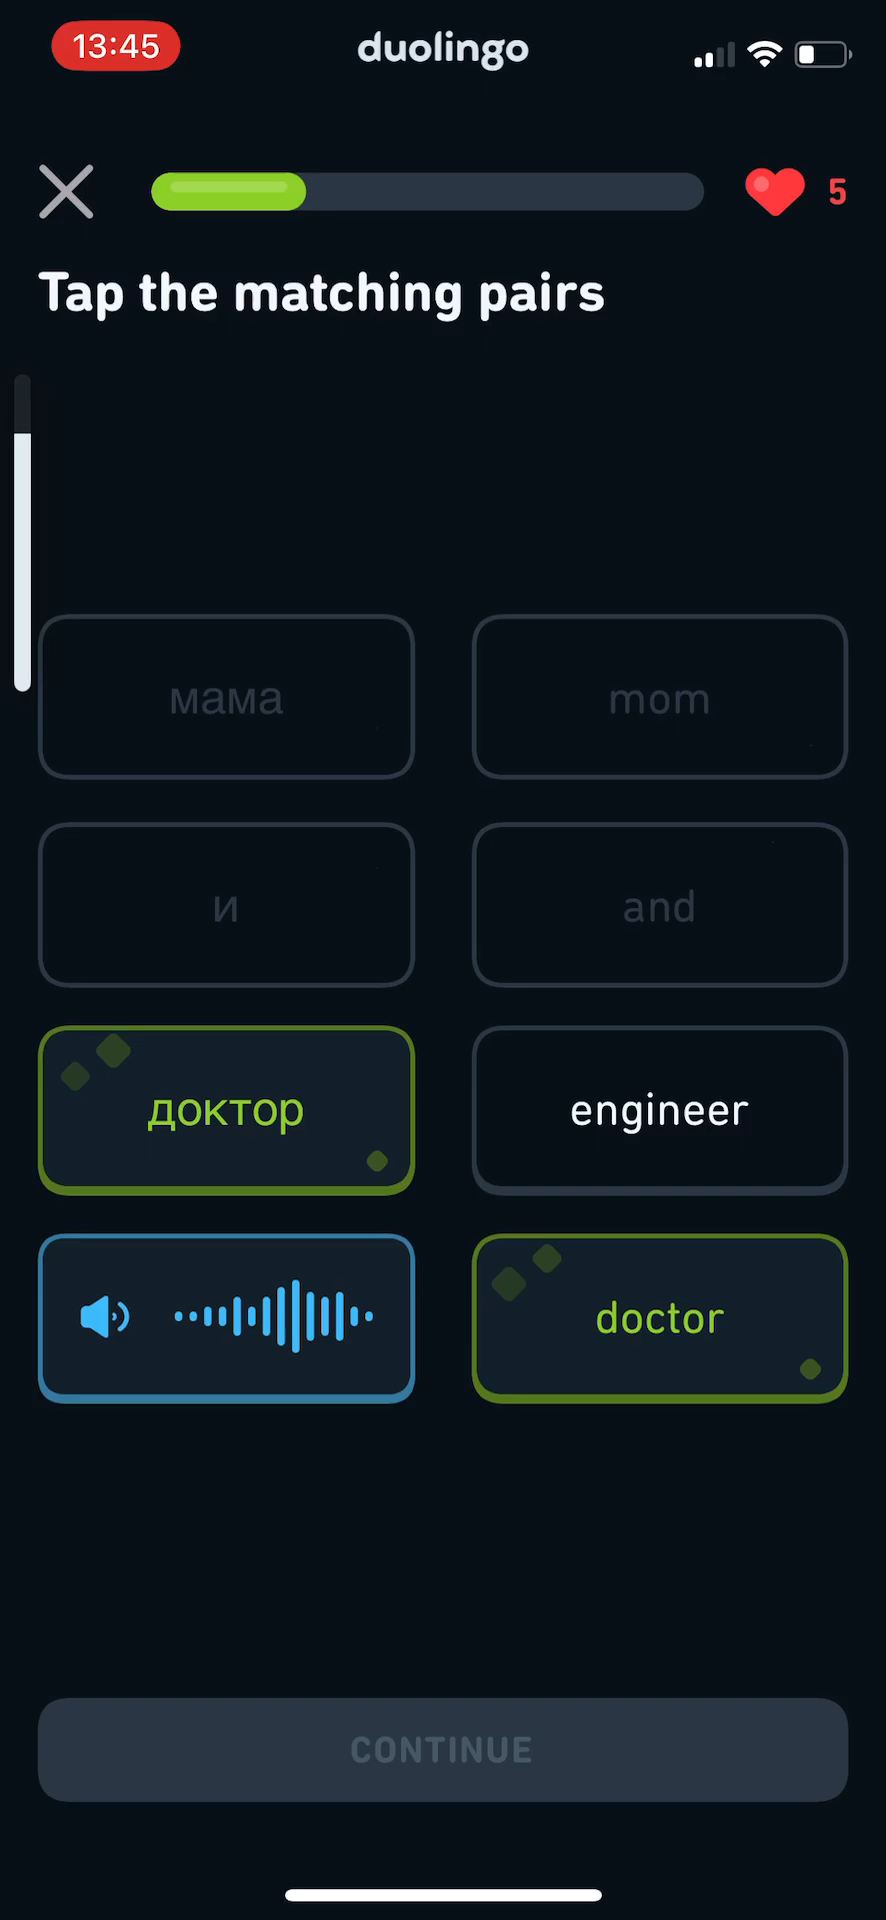 13:45
duolingo
5
Tap the matching pairs
мама
mom
и
and
доктор
engineer
doctor
CONTINUE